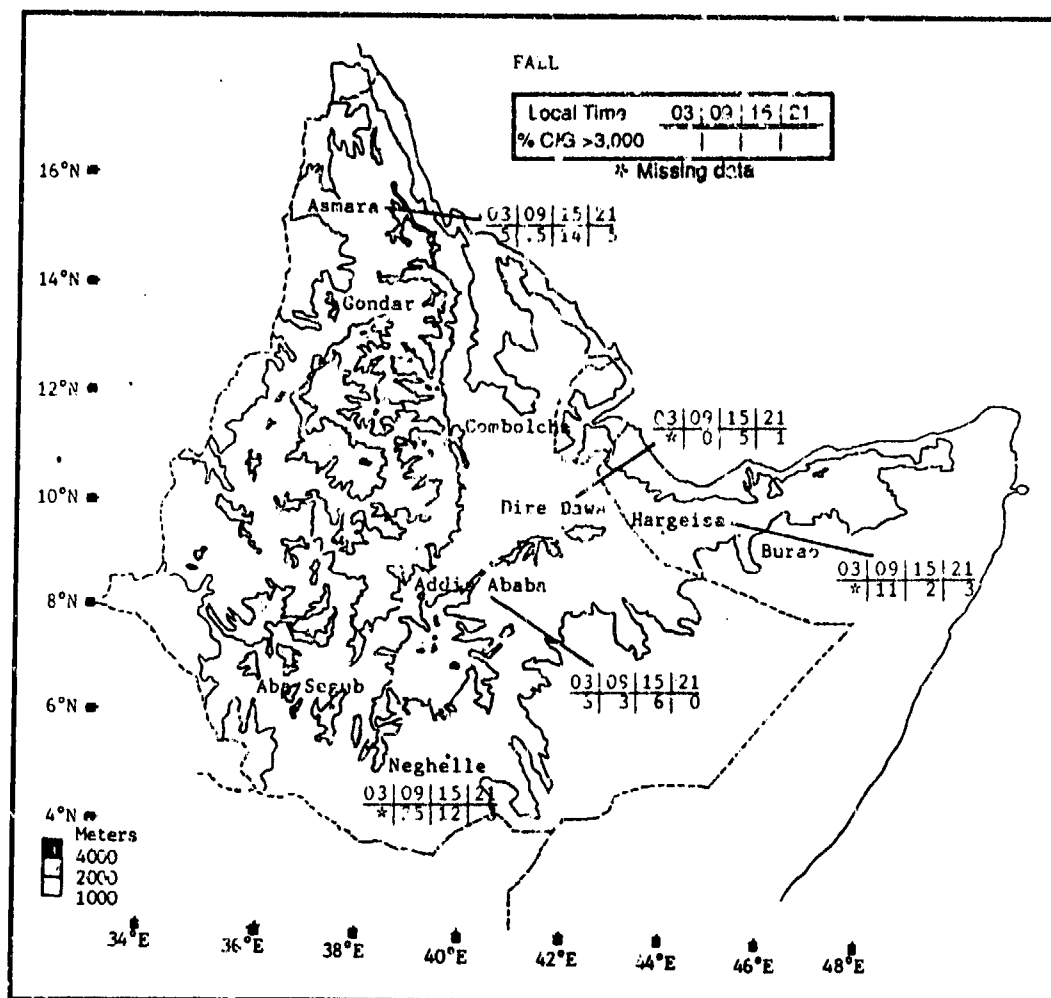 FALL
Local Time 03 09 15 21
% CIG >3,000
* Missing data
16°N
Asmara
03 09 15 21
5 15 14 5
14°N
Gondar
12°N
Combolcha
03 09 15 21
* 0 5 1
10°N
Dire Dawa
Hargeisa
Burao
03 09 15 21
* 11 2 3
8°N
Addis Ababa
03 09 15 21
5 3 6 0
6°N
Neghelle
03 09 15 21
* 12
4°N
Meters
4000
2000
1000
34°E 36°E 38°E 40°E 42°E 44°E 46°E 48°E